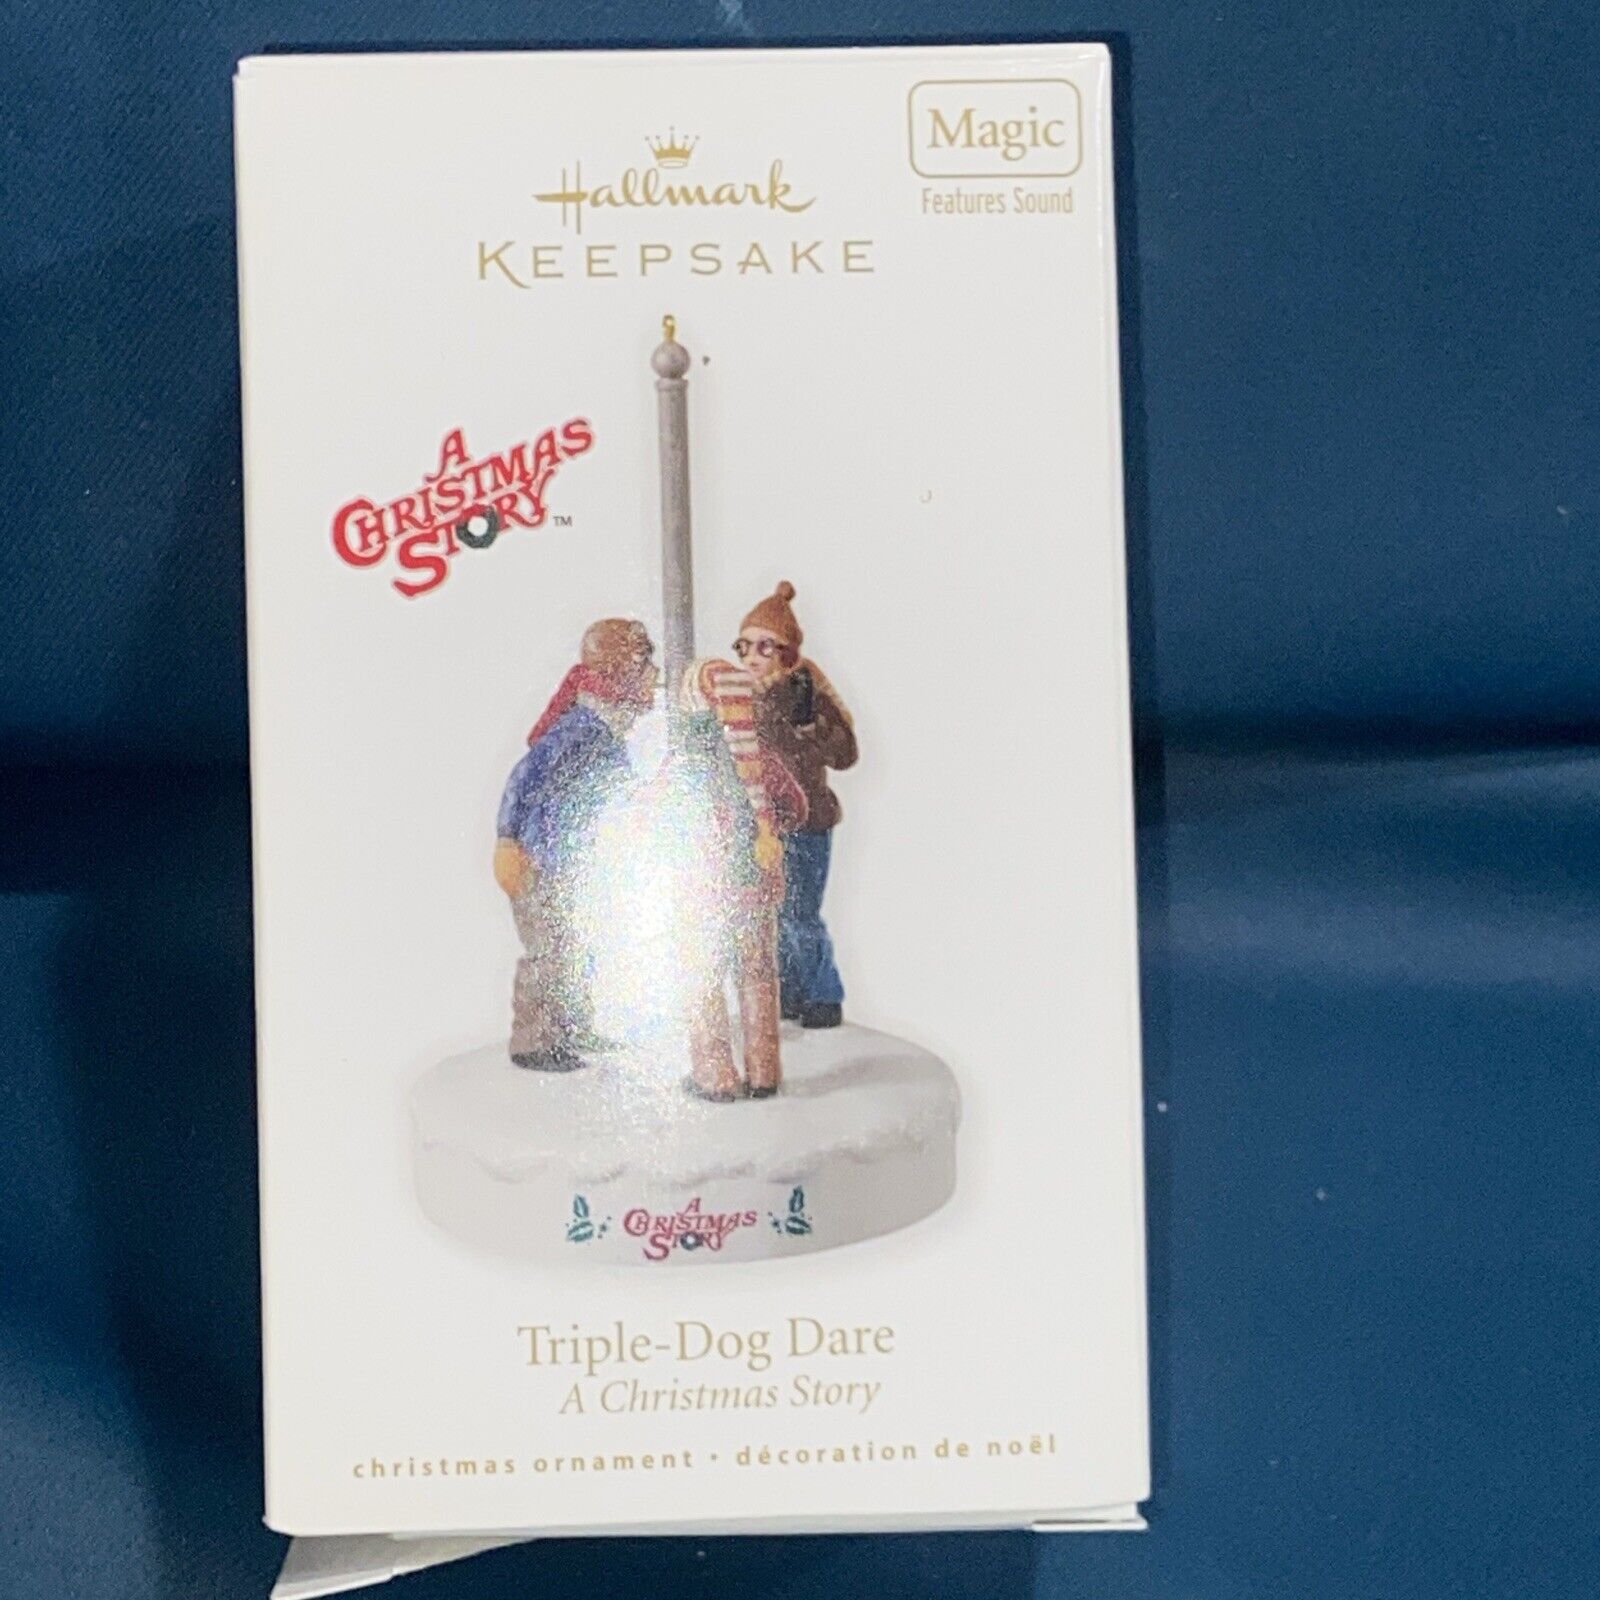 Magic
Features Sound
Hallmark
KEEPSAKE
A
CHRISTMAS
STORY™
A
CHRISTMAS
STORY
Triple-Dog Dare
A Christmas Story
christmas ornament • décoration de noël